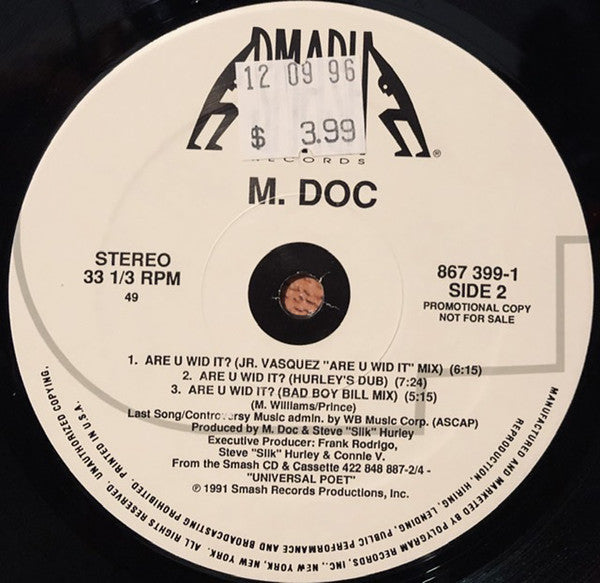 12 09 96
$ 3.99
RECORDS
®
M. DOC
STEREO
33 1/3 RPM
49
867 399-1
SIDE 2
PROMOTIONAL COPY
NOT FOR SALE
1. ARE U WID IT? (JR. VASQUEZ "ARE U WID IT" MIX) (6:15)
2. ARE U WID IT? (HURLEY'S DUB) (7:24)
3. ARE U WID IT? (BAD BOY BILL MIX) (5:15)
(M. Williams/Prince)
Last Song/Controversy Music admin. by WB Music Corp. (ASCAP)
Produced by M. Doc & Steve "Silk" Hurley
Executive Producer: Frank Rodrigo,
Steve "Silk" Hurley & Connie V.
From the Smash CD & Cassette 422 848 887-2/4 -
"UNIVERSAL POET"
℗ 1991 Smash Records Productions, Inc.
MANUFACTURED AND MARKETED BY POLYGRAM RECORDS, INC., NEW YORK, NEW YORK. ALL RIGHTS RESERVED. UNAUTHORIZED COPYING,
REPRODUCTION, HIRING, LENDING, PUBLIC PERFORMANCE AND BROADCASTING PROHIBITED. PRINTED IN U.S.A.